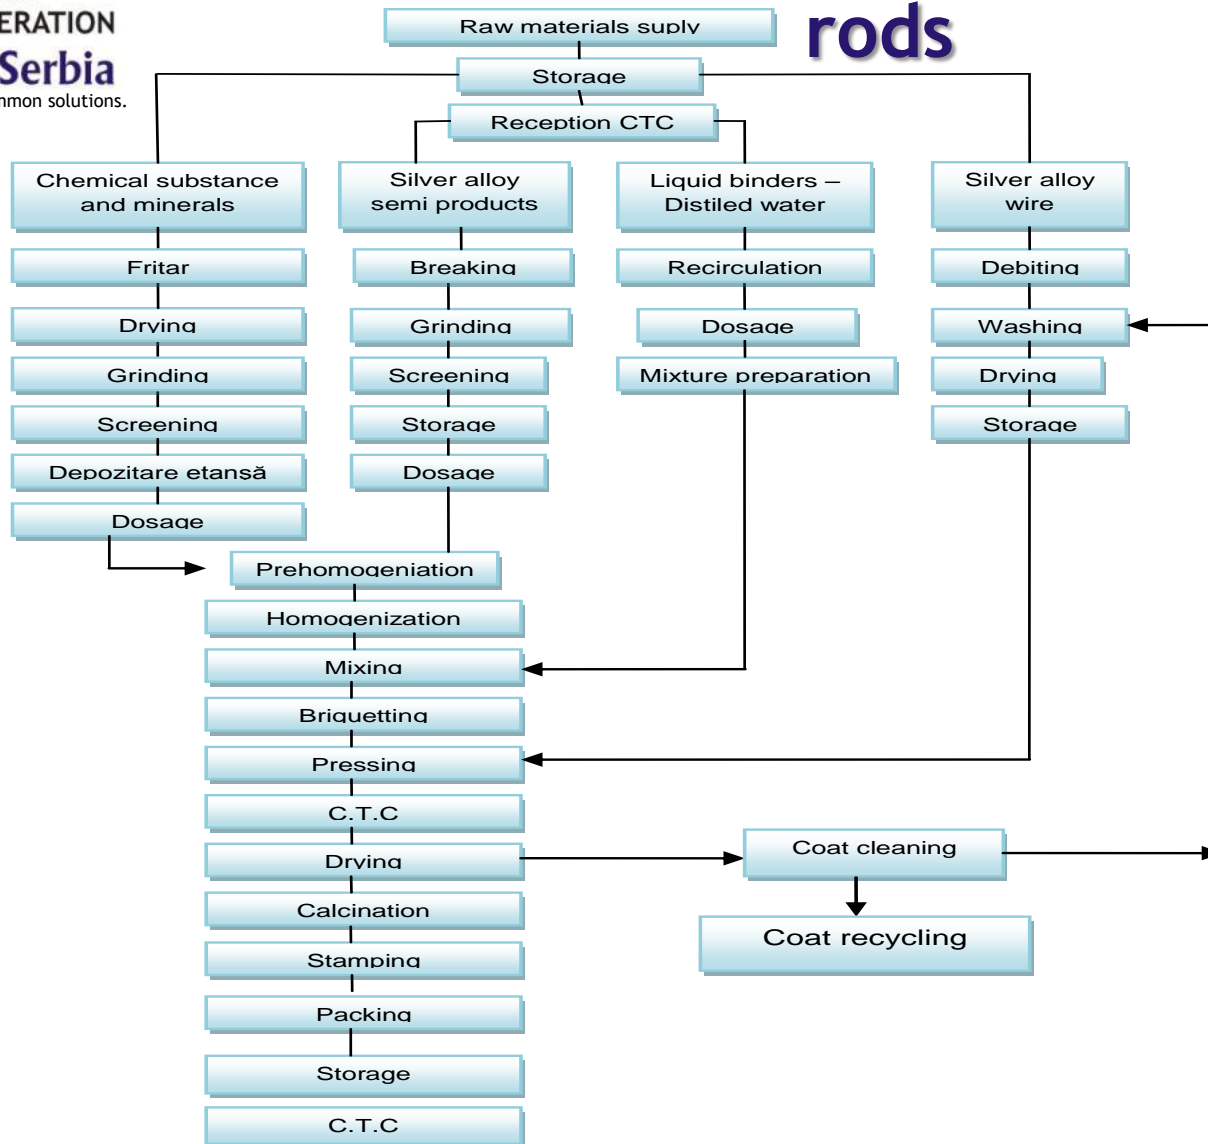 ERATION
Serbia
mmon solutions.
rods
Raw materials suply
Storage
Reception CTC
Chemical substance
and minerals
Silver alloy
semi products
Liquid binders –
Distiled water
Silver alloy
wire
Fritar
Breaking
Recirculation
Debiting
Drying
Grinding
Dosage
Washing
Grinding
Screening
Mixture preparation
Drying
Screening
Storage
Storage
Depozitare etanşă
Dosage
Dosage
Prehomogeniation
Homogenization
Mixing
Briquetting
Pressing
C.T.C
Drying
Coat cleaning
Calcination
Coat recycling
Stamping
Packing
Storage
C.T.C